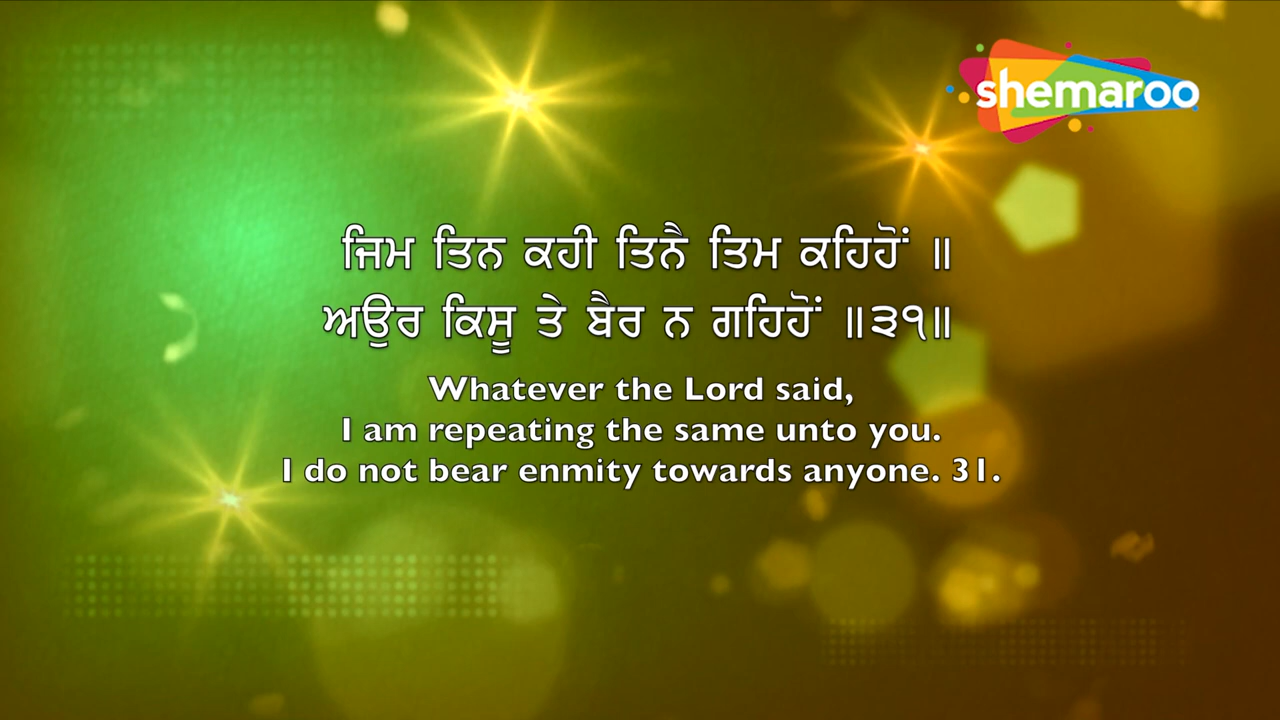 shemaroo
ਜਿਮ ਤਿਨ ਕਹੀ ਤਿਨੈ ਤਿਮ ਕਹਿਹੋਂ ॥
ਅਉਰ ਕਿਸੂ ਤੇ ਬੈਰ ਨ ਗਹਿਹੋਂ ॥੩੧॥
Whatever the Lord said,
I am repeating the same unto you.
I do not bear enmity towards anyone. 31.